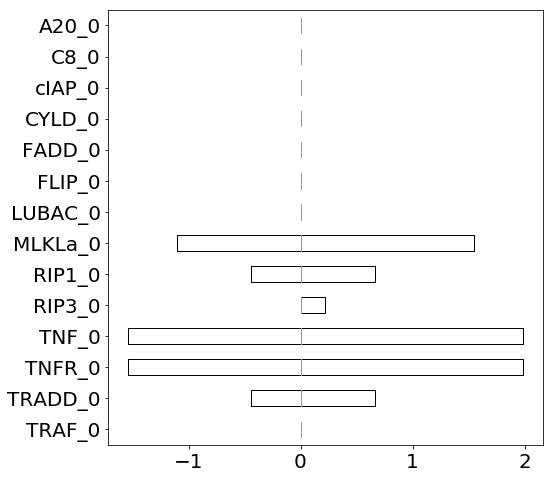 A20_0
C8_0
cIAP_0
CYLD_0
FADD_0
FLIP_0
LUBAC_0
MLKLa_0
RIP1_0
RIP3_0
TNF_0
TNFR_0
TRADD_0
TRAF_0
−1 0 1 2